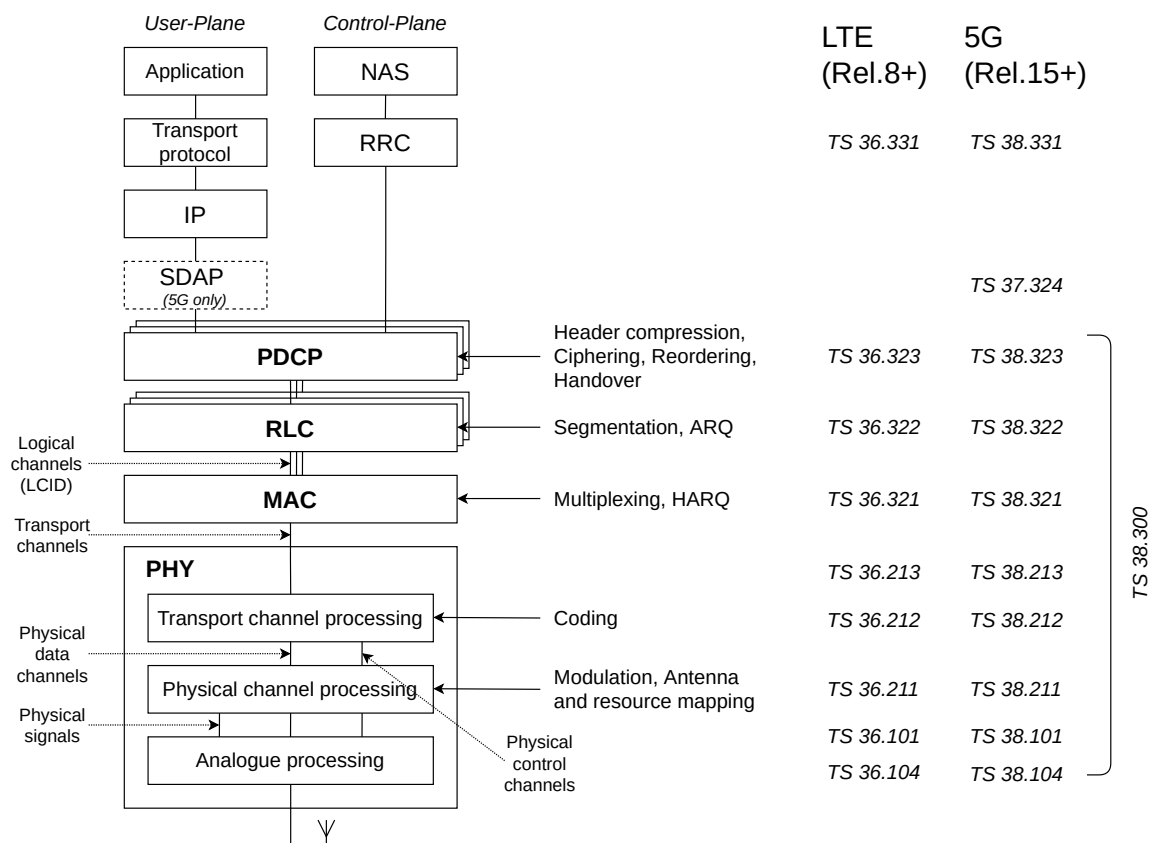 User-Plane
Control-Plane
LTE
(Rel.8+)
5G
(Rel.15+)
Application
NAS
Transport
protocol
RRC
TS 36.331
TS 38.331
IP
SDAP
(5G only)
TS 37.324
PDCP
Header compression,
Ciphering, Reordering,
Handover
TS 36.323
TS 38.323
RLC
Segmentation, ARQ
TS 36.322
TS 38.322
Logical
channels
(LCID)
MAC
Multiplexing, HARQ
TS 36.321
TS 38.321
Transport
channels
PHY
TS 36.213
TS 38.213
Transport channel processing
Coding
TS 36.212
TS 38.212
Physical
data
channels
Physical channel processing
Modulation, Antenna
and resource mapping
TS 36.211
TS 38.211
Physical
signals
Analogue processing
Physical
control
channels
TS 36.101
TS 38.101
TS 36.104
TS 38.104
TS 38.300